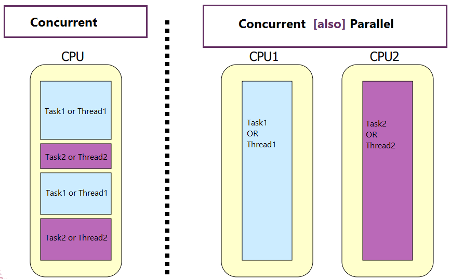 Concurrent
Concurrent [also] Parallel
CPU
Task1 or Thread1
Task2 or Thread2
Task1 or Thread1
Task2 or Thread2
CPU1
Task1
OR
Thread1
CPU2
Task2
OR
Thread2